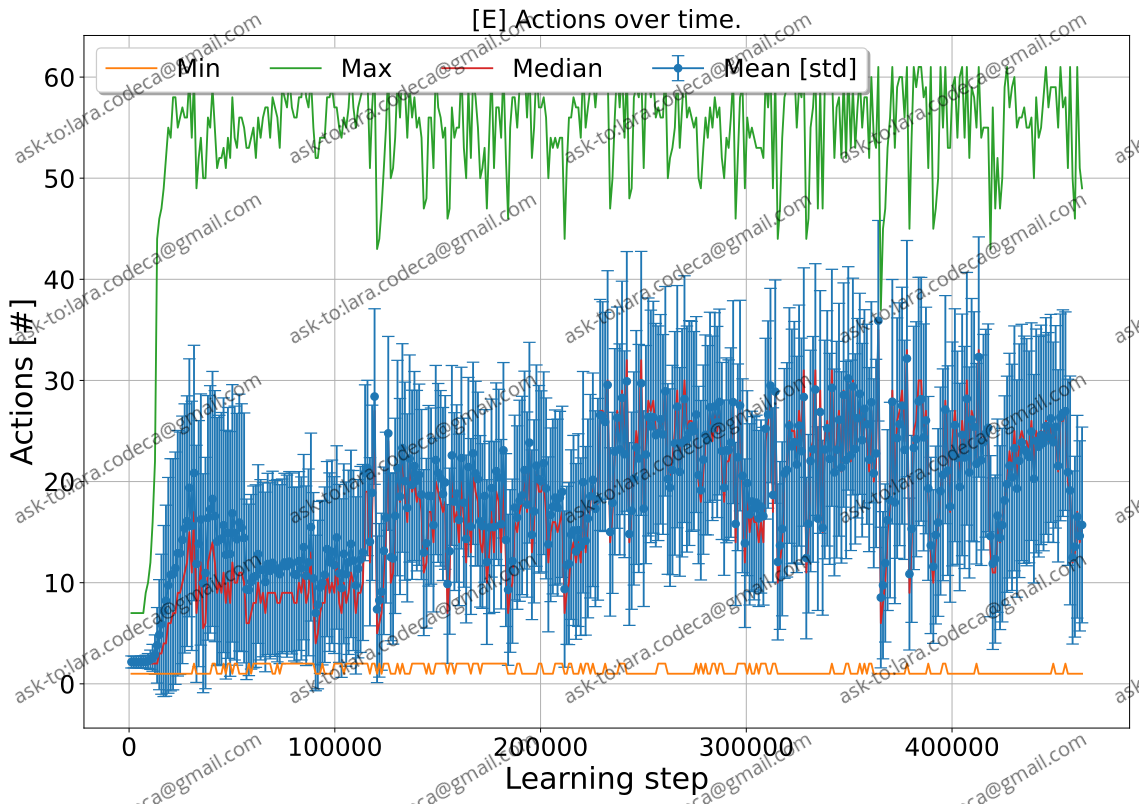 [E] Actions over time.
Min Max Median Mean [std]
Actions [#]
60
50
40
30
20
10
0
0 100000 200000 300000 400000
Learning step
ask-to:lara.codeca@gmail.com